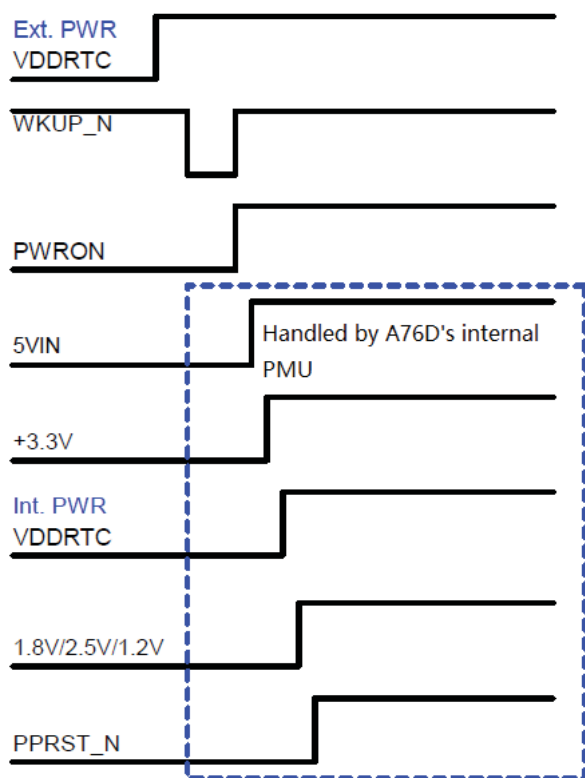 Ext. PWR
VDDRTC
WKUP_N
PWRON
5VIN
Handled by A76D's internal
PMU
+3.3V
Int. PWR
VDDRTC
1.8V/2.5V/1.2V
PPRST_N